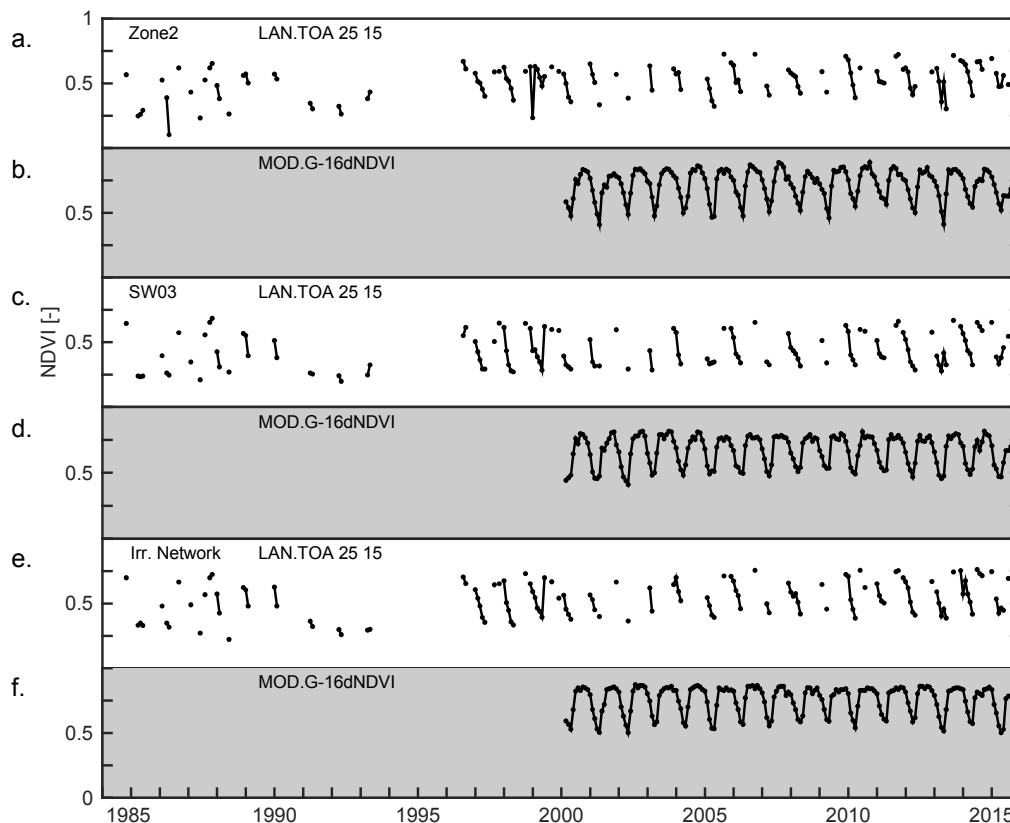 a.
1
Zone2 LAN.TOA 25 15
0.5
b.
MOD.G-16dNDVI
0.5
c.
SW03 LAN.TOA 25 15
0.5
NDVI [-]
d.
MOD.G-16dNDVI
0.5
e.
Irr. Network LAN.TOA 25 15
0.5
f.
MOD.G-16dNDVI
0.5
0
1985 1990 1995 2000 2005 2010 2015